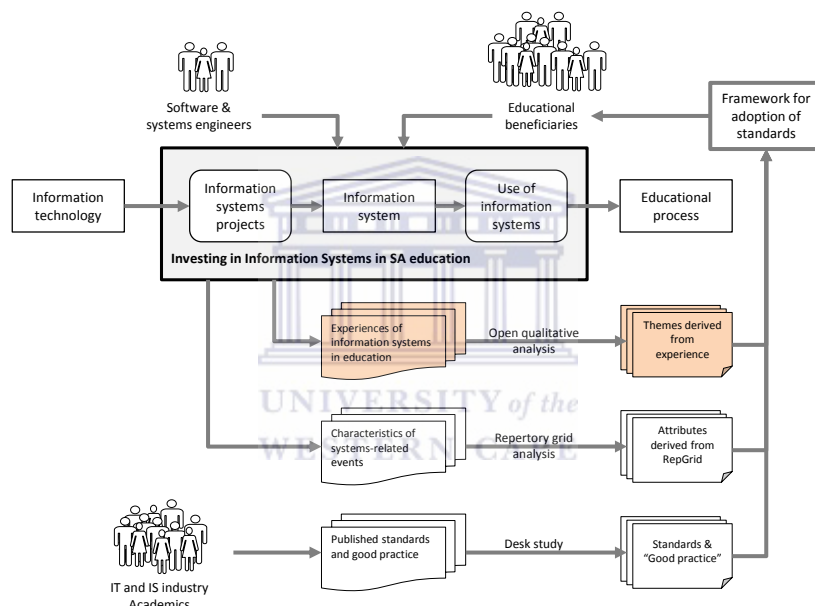 Software &
systems engineers
Educational
beneficiaries
Framework for
adoption of
standards
Information
technology
Information
systems
projects
Information
system
Use of
information
systems
Educational
process
Investing in Information Systems in SA education
Experiences of
information systems
in education
Open qualitative
analysis
Themes derived
from
experience
UNIVERSITY of the
WESTERN CAPE
Characteristics of
systems-related
events
Repertory grid
analysis
Attributes
derived from
RepGrid
Published standards
and good practice
Desk study
Standards &
“Good practice”
IT and IS industry
Academics